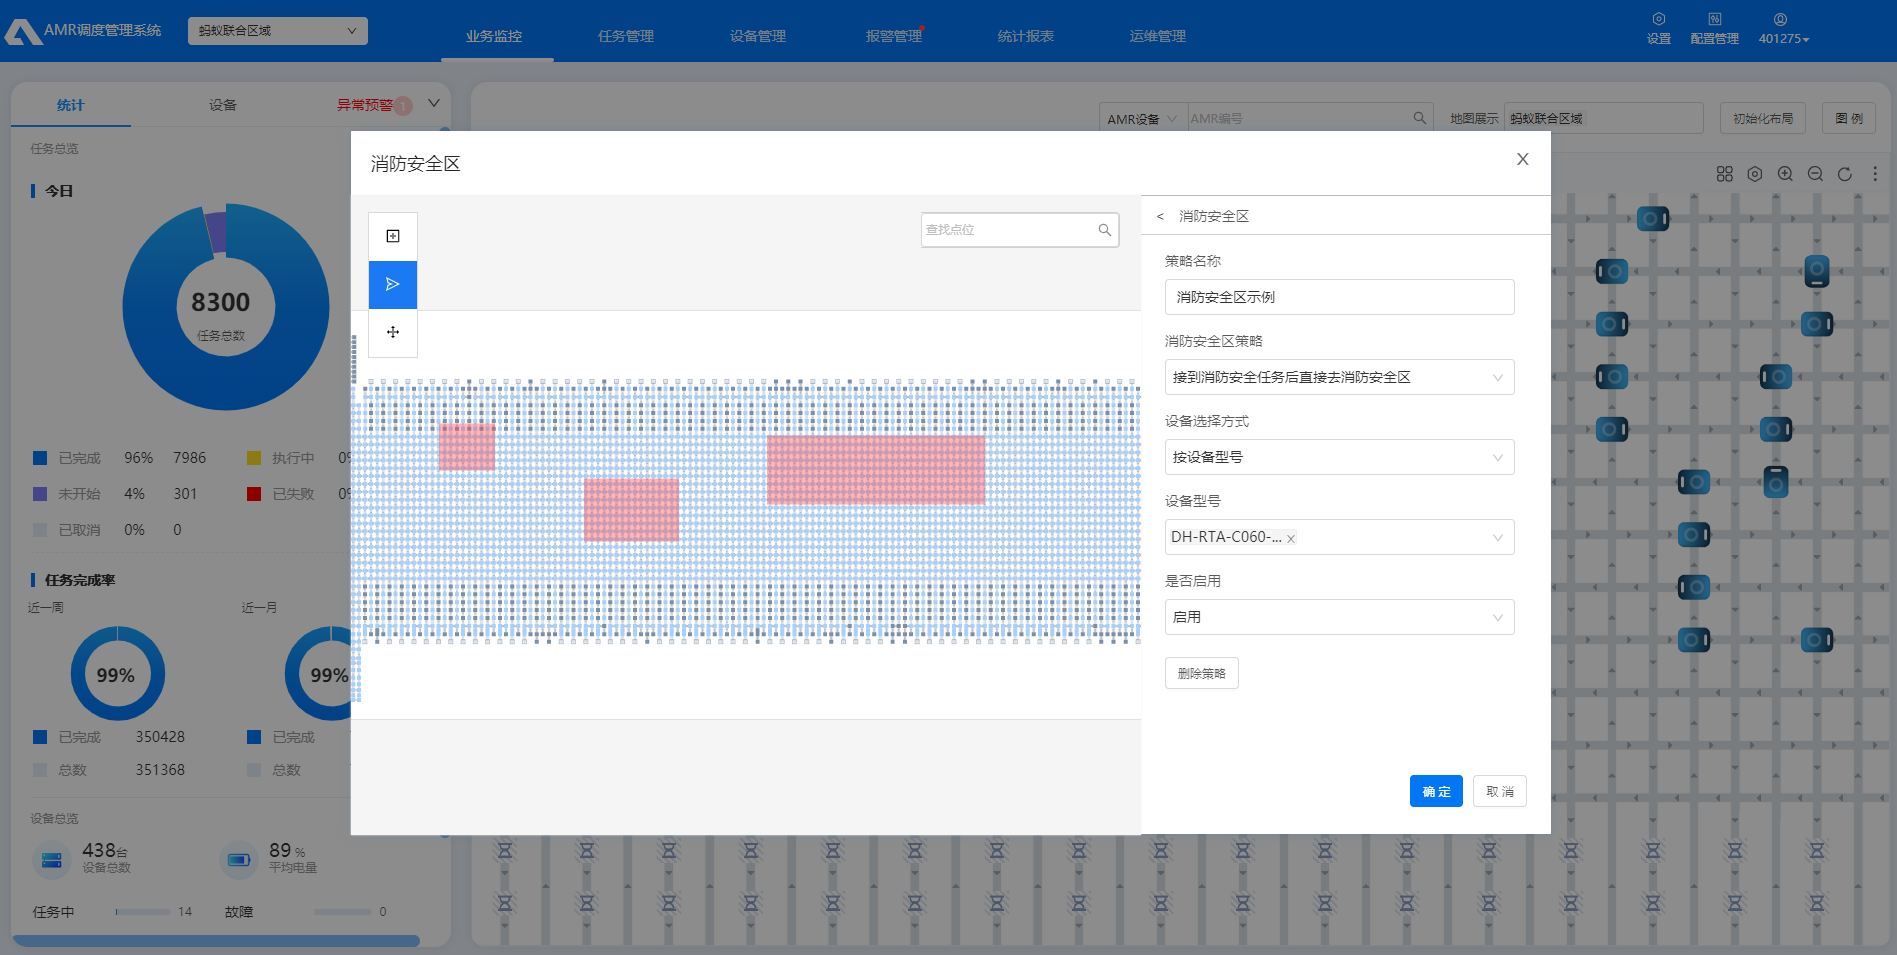 AMR调度管理系统
蚂蚁联合区域
业务监控
任务管理
设备管理
报警管理
统计报表
运维管理
设置
配置管理
401275
统计
设备
异常预警
1
AMR设备
AMR编号
地图展示
蚂蚁联合区域
初始化布局
图 例
任务总览
今日
8300
任务总数
已完成 96% 7986
执行中 0%
未开始 4% 301
已失败 0%
已取消 0% 0
任务完成率
近一周
近一月
99%
99%
已完成 350428
已完成
总数 351368
总数
设备总览
438台
设备总数
89 %
平均电量
任务中 14
故障 0
消防安全区
查找点位
< 消防安全区
策略名称
消防安全区示例
消防安全区策略
接到消防安全任务后直接去消防安全区
设备选择方式
按设备型号
设备型号
DH-RTA-C060-... x
是否启用
启用
删除策略
确 定
取 消